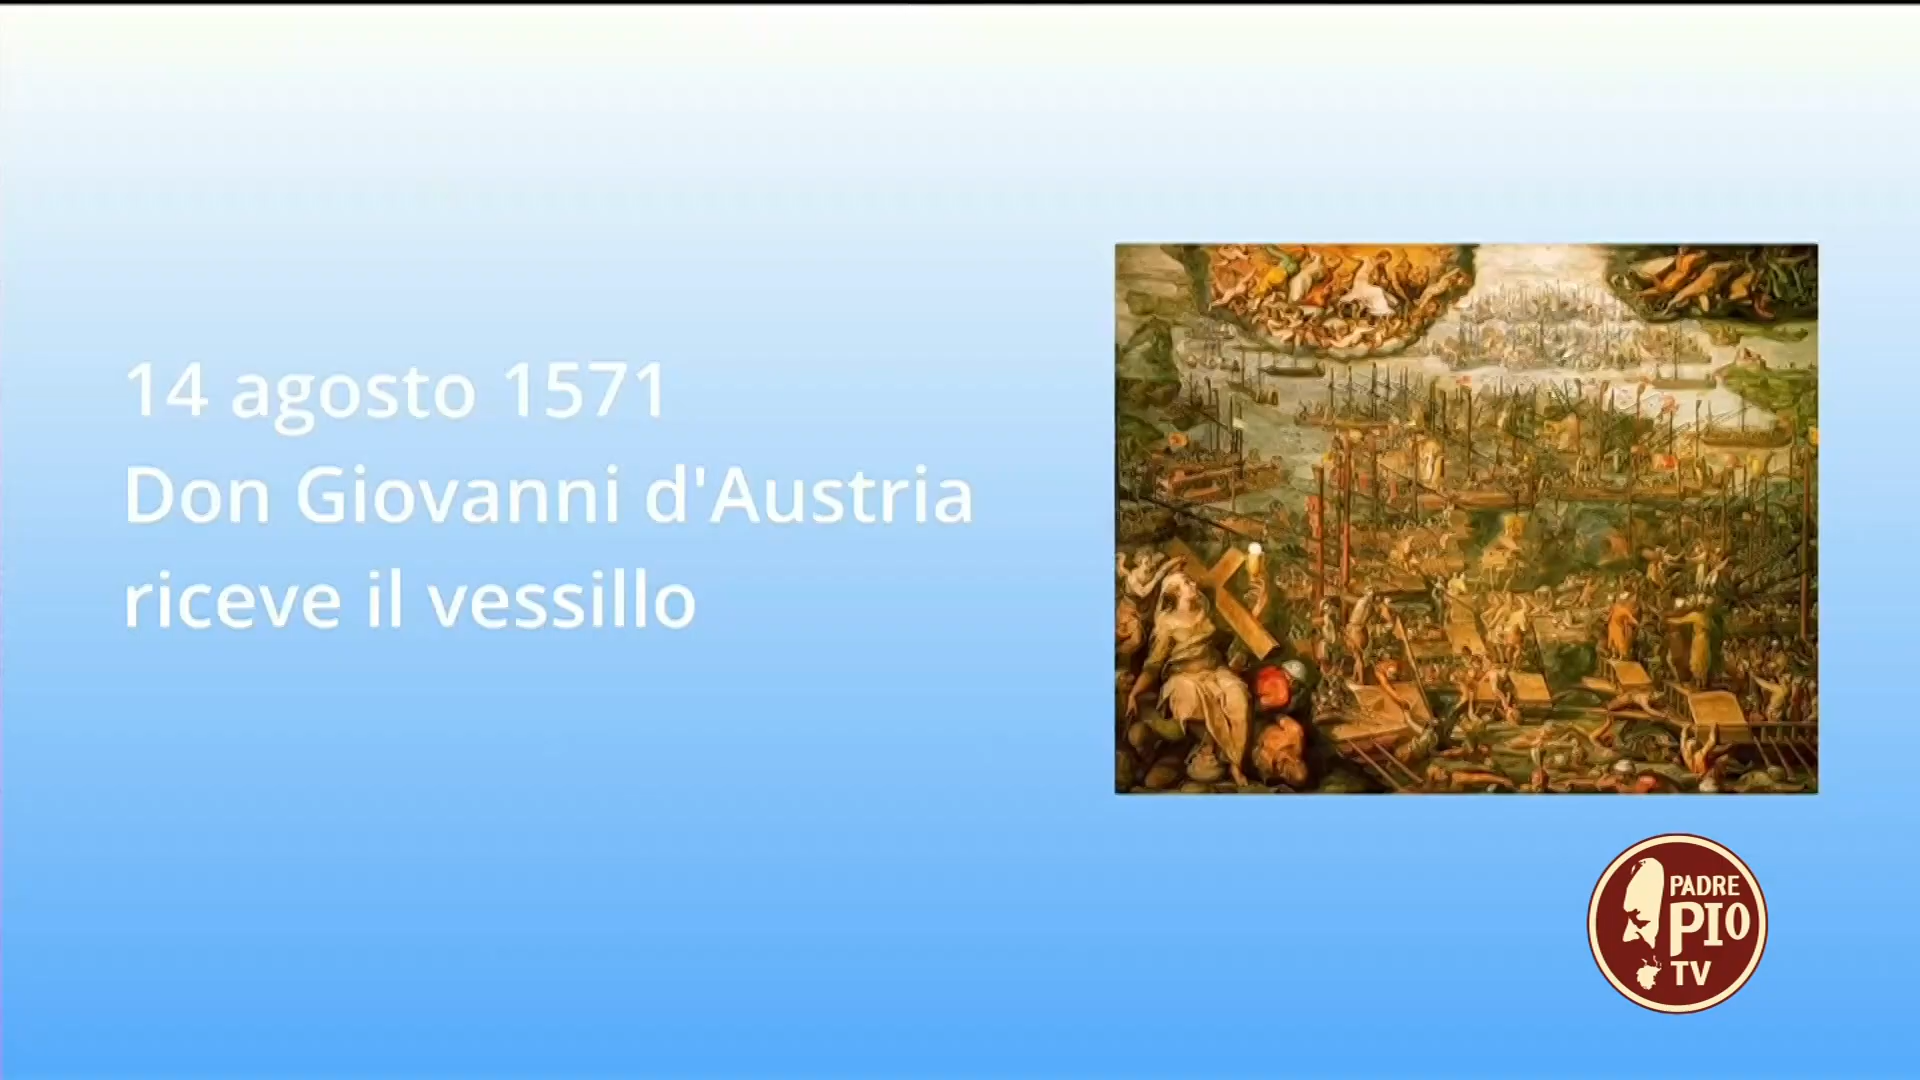 14 agosto 1571
Don Giovanni d'Austria
riceve il vessillo
PADRE
PIO
TV